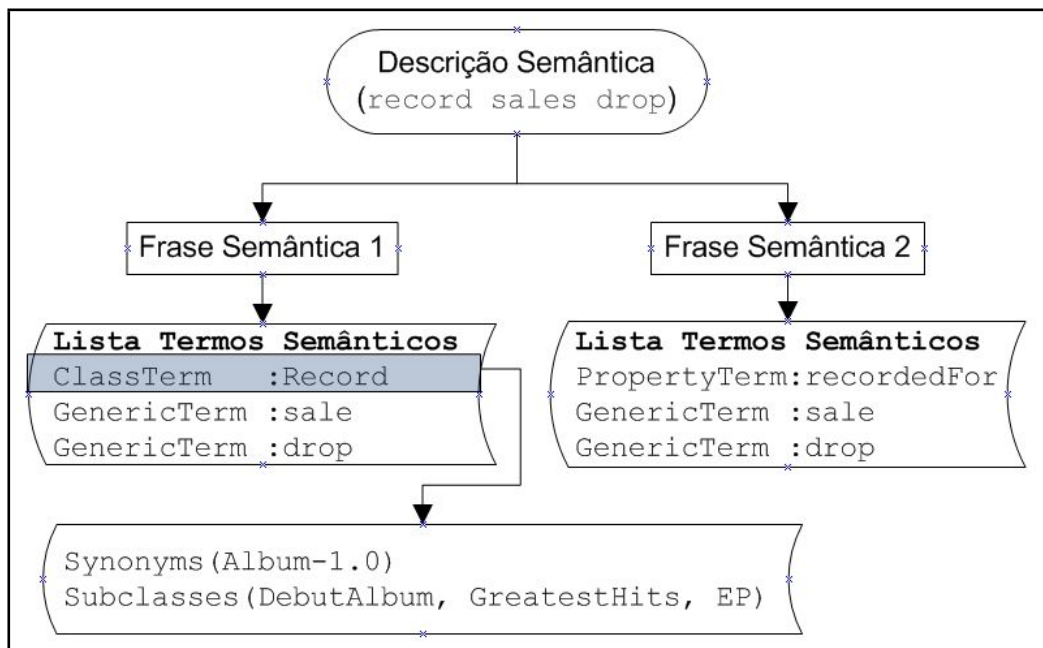 Descrição Semântica
(record sales drop)
Frase Semântica 1
Frase Semântica 2
Lista Termos Semânticos
ClassTerm :Record
GenericTerm :sale
GenericTerm :drop
Lista Termos Semânticos
PropertyTerm:recordedFor
GenericTerm :sale
GenericTerm :drop
Synonyms(Album-1.0)
Subclasses(DebutAlbum, GreatestHits, EP)